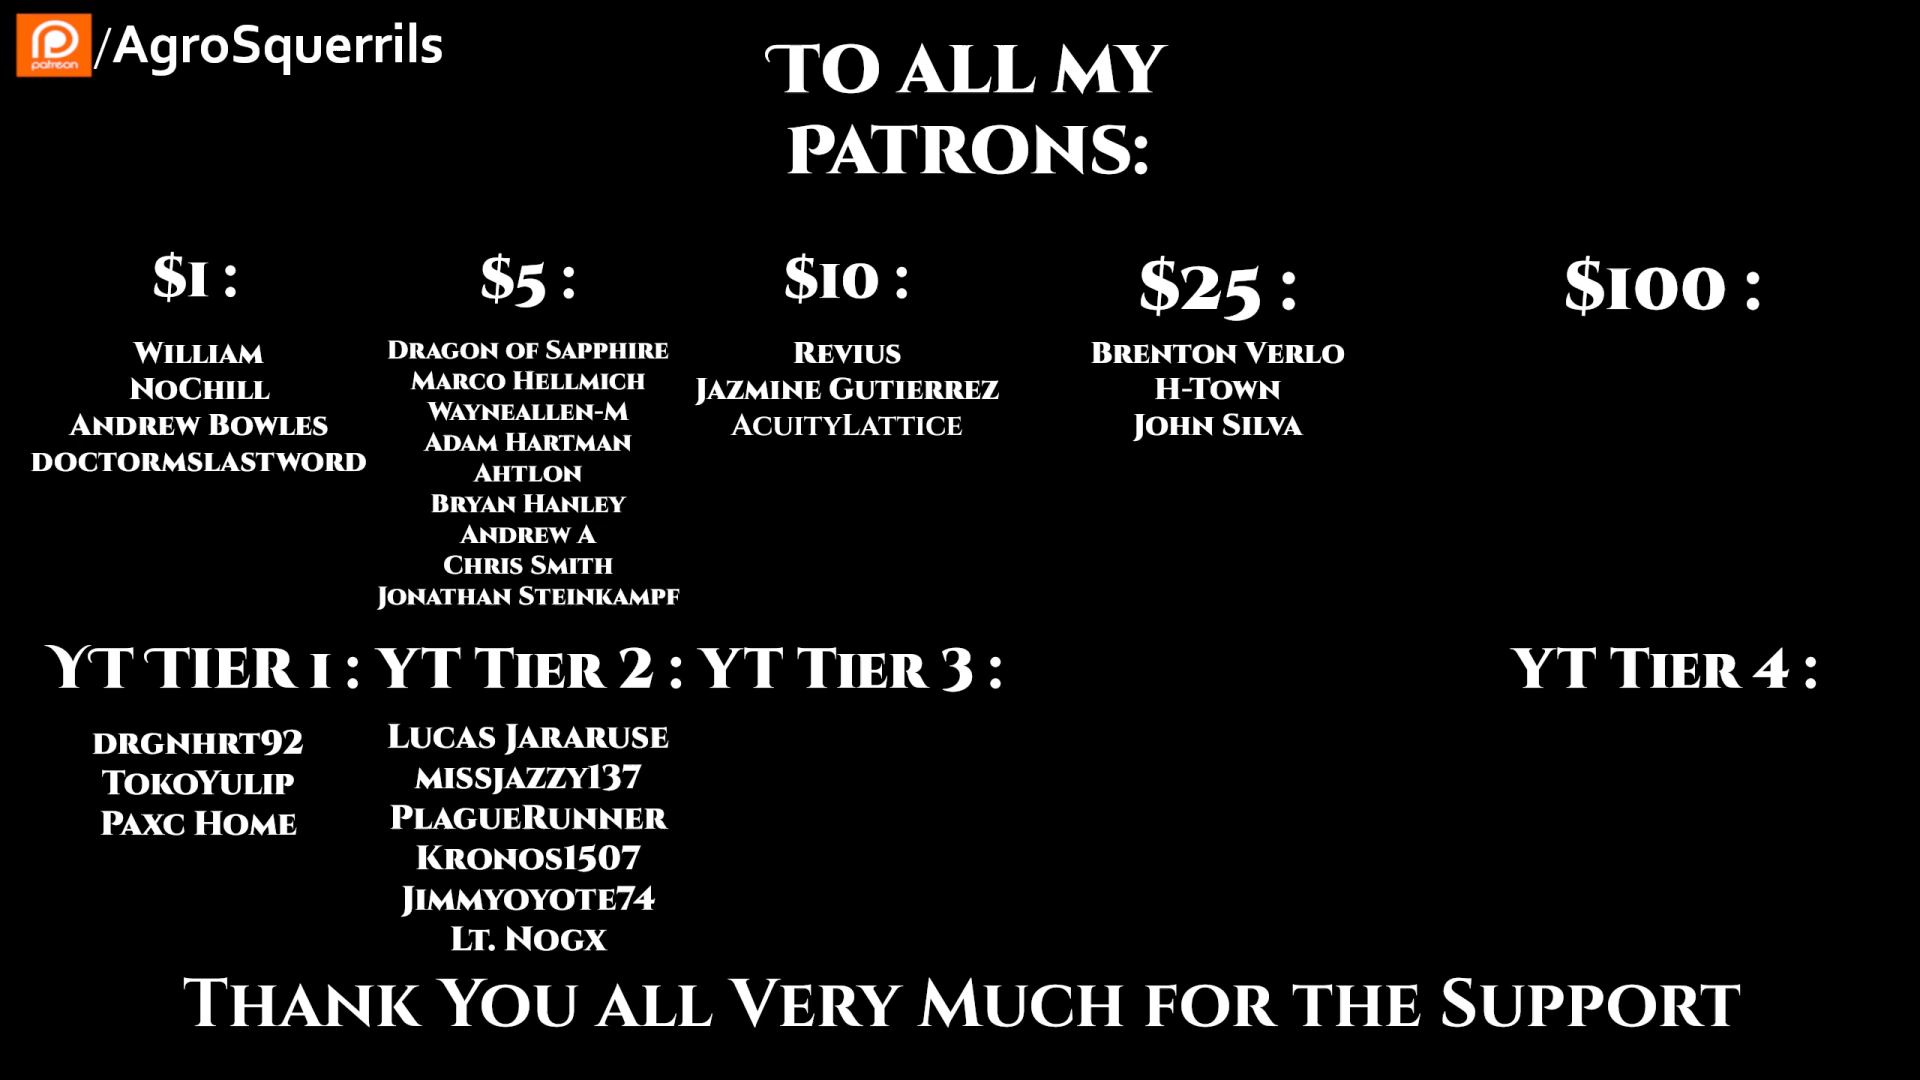 patreon
/AgroSquerrils
To all my
Patrons:
$1 :
William
NoChill
Andrew Bowles
doctormslastword
$5 :
Dragon of Sapphire
Marco Hellmich
Wayneallen-M
Adam Hartman
Ahtlon
Bryan Hanley
Andrew A
Chris Smith
Jonathan Steinkampf
$10 :
Revius
Jazmine Gutierrez
AcuityLattice
$25 :
Brenton Verlo
H-Town
John Silva
$100 :
YT Tier 1 :
drgnhrt92
TokoYulip
Paxc Home
YT Tier 2 :
Lucas Jararuse
missjazzy137
PlagueRunner
Kronos1507
Jimmyoyote74
Lt. Nogx
YT Tier 3 :
YT Tier 4 :
Thank You all Very Much for the Support